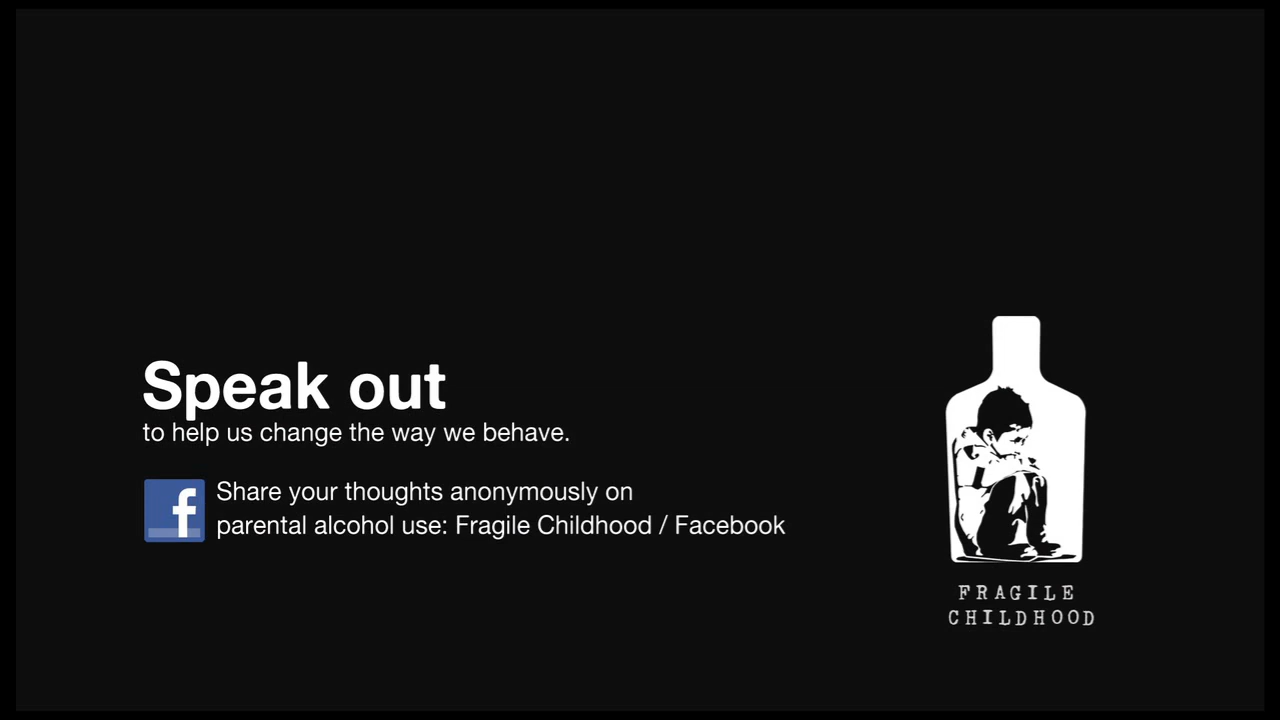 Speak out
to help us change the way we behave.
f
Share your thoughts anonymously on
parental alcohol use: Fragile Childhood / Facebook
FRAGILE
CHILDHOOD